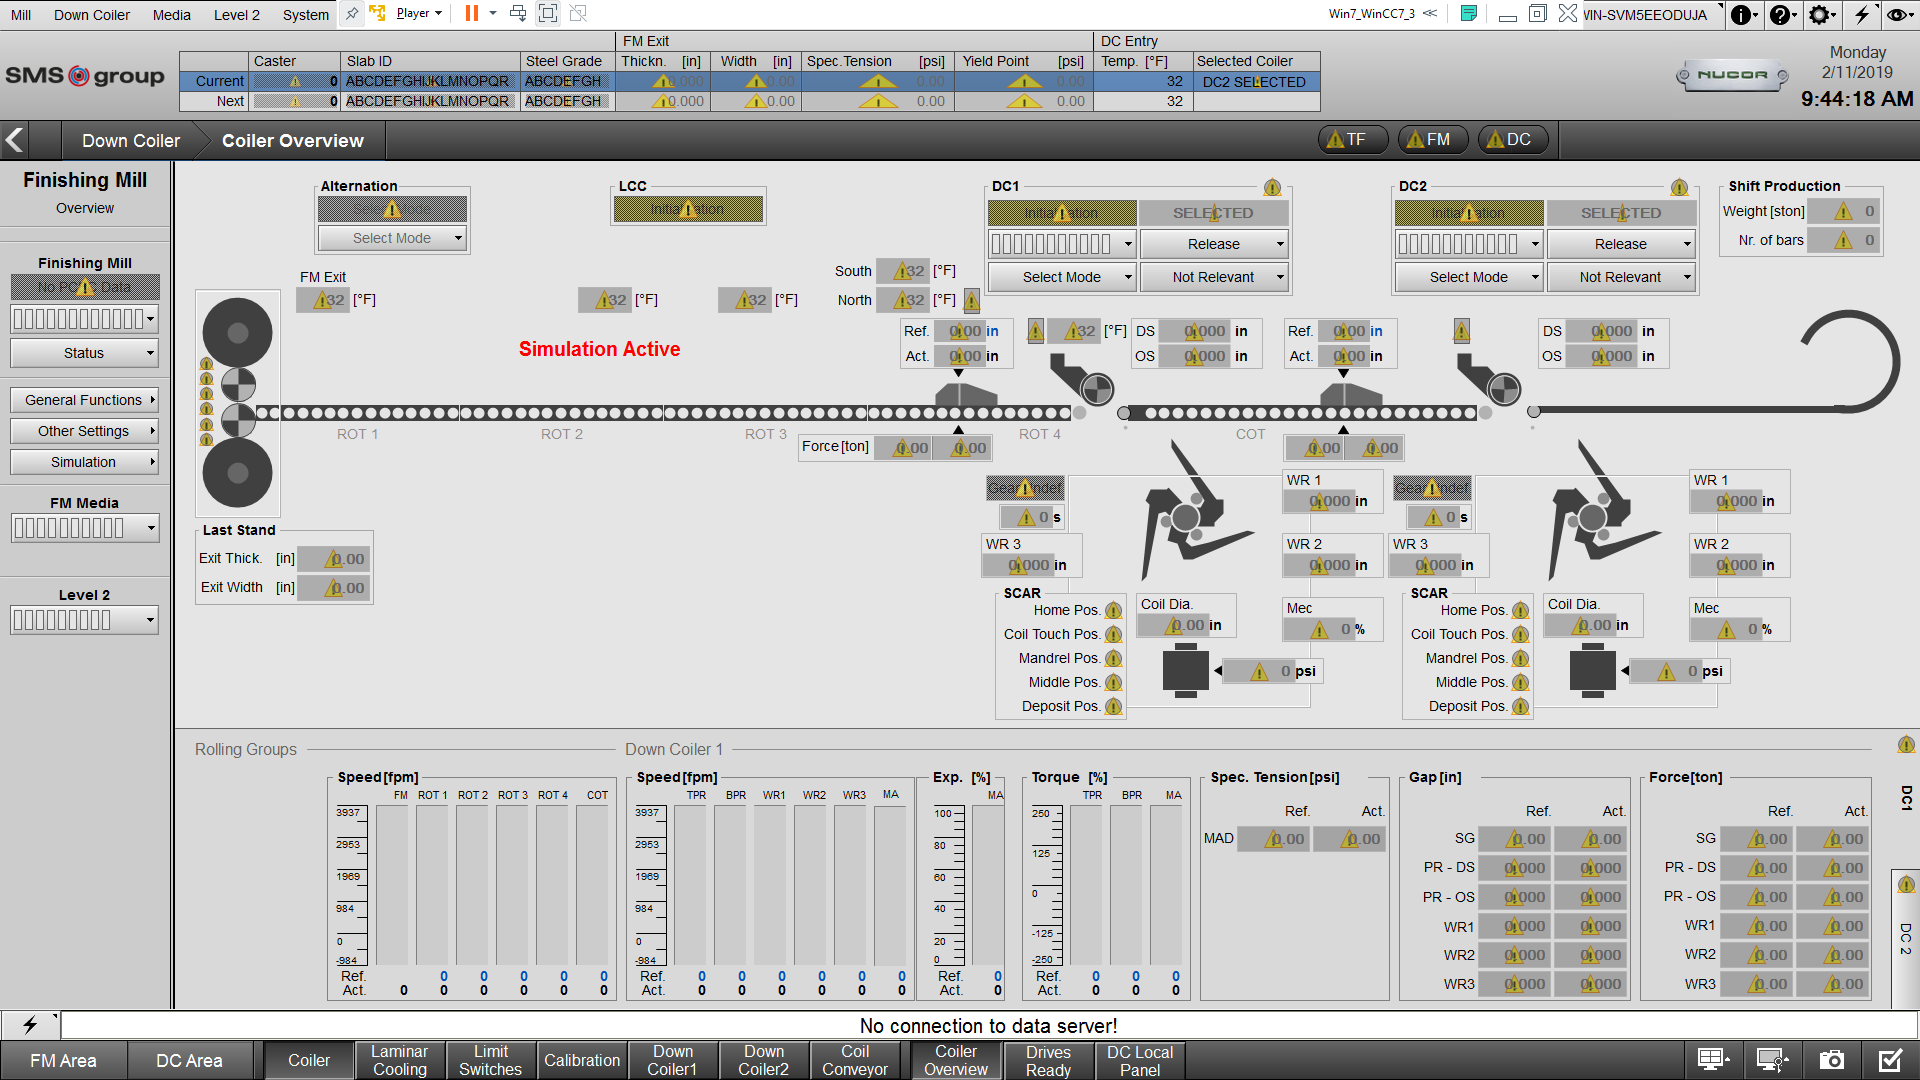 Mill Down Coiler Media Level 2 System Player Win7_WinCC7_3 WIN-SVM5EEODUJA
FM Exit DC Entry
Caster Slab ID Steel Grade Thickn. [in] Width [in] Spec.Tension [psi] Yield Point [psi] Temp. [°F] Selected Coiler
Current 0 ABCDEFGHIJKLMNOPQR ABCDEFGH 0.000 0.00 0.00 0.00 32 DC2 SELECTED
Next 0 ABCDEFGHIJKLMNOPQR ABCDEFGH 0.000 0.00 0.00 0.00 32
SMS group
NUCOR
Monday
2/11/2019
9:44:18 AM
Down Coiler Coiler Overview TF FM DC
Finishing Mill
Overview
Finishing Mill
Status
General Functions
Other Settings
Simulation
FM Media
Level 2
Alternation
Select Mode
LCC
DC1
SELECTED
Release
Select Mode Not Relevant
DC2
SELECTED
Release
Select Mode Not Relevant
Shift Production
Weight [ston] 0
Nr. of bars 0
FM Exit
32 [°F] 32 [°F] 32 [°F]
South 32 [°F]
North 32 [°F]
Simulation Active
Ref. 0.00 in
Act. 0.00 in
32 [°F]
DS 0.000 in
OS 0.000 in
Ref. 0.00 in
Act. 0.00 in
DS 0.000 in
OS 0.000 in
ROT 1 ROT 2 ROT 3 ROT 4 COT
Force [ton] 0.00 0.00
0.00 0.00
Last Stand
Exit Thick. [in] 0.00
Exit Width [in] 0.00
0 s
WR 1
0.000 in
WR 3
0.000 in
WR 2
0.000 in
SCAR
Home Pos.
Coil Touch Pos.
Mandrel Pos.
Middle Pos.
Deposit Pos.
Coil Dia.
0.00 in
Mec
0 %
0 psi
0 s
WR 1
0.000 in
WR 3
0.000 in
WR 2
0.000 in
SCAR
Home Pos.
Coil Touch Pos.
Mandrel Pos.
Middle Pos.
Deposit Pos.
Coil Dia.
0.00 in
Mec
0 %
0 psi
Rolling Groups Down Coiler 1
Speed[fpm]
FM ROT 1 ROT 2 ROT 3 ROT 4 COT
3937
2953
1969
984
0
-984
Ref. 0 0 0 0 0
Act. 0 0 0 0 0 0
Speed[fpm]
TPR BPR WR1 WR2 WR3 MA
3937
2953
1969
984
0
-984
Ref. 0 0 0 0 0 0
Act. 0 0 0 0 0 0
Exp. [%]
MA
100
80
60
40
20
0
Ref. 0
Act. 0
Torque [%]
TPR BPR MA
250
125
0
-125
-250
Ref. 0 0 0
Act. 0 0 0
Spec. Tension[psi]
Ref. Act.
MAD 0.00 0.00
Gap[in]
Ref. Act.
SG 0.00 0.00
PR - DS 0.000 0.000
PR - OS 0.000 0.000
WR1 0.000 0.000
WR2 0.000 0.000
WR3 0.000 0.000
Force[ton]
Ref. Act.
SG 0.00 0.00
PR - DS 0.00 0.00
PR - OS 0.00 0.00
WR1 0.00 0.00
WR2 0.00 0.00
WR3 0.00 0.00
DC1
DC 2
No connection to data server!
FM Area DC Area Coiler Laminar Cooling Limit Switches Calibration Down Coiler1 Down Coiler2 Coil Conveyor Coiler Overview Drives Ready DC Local Panel